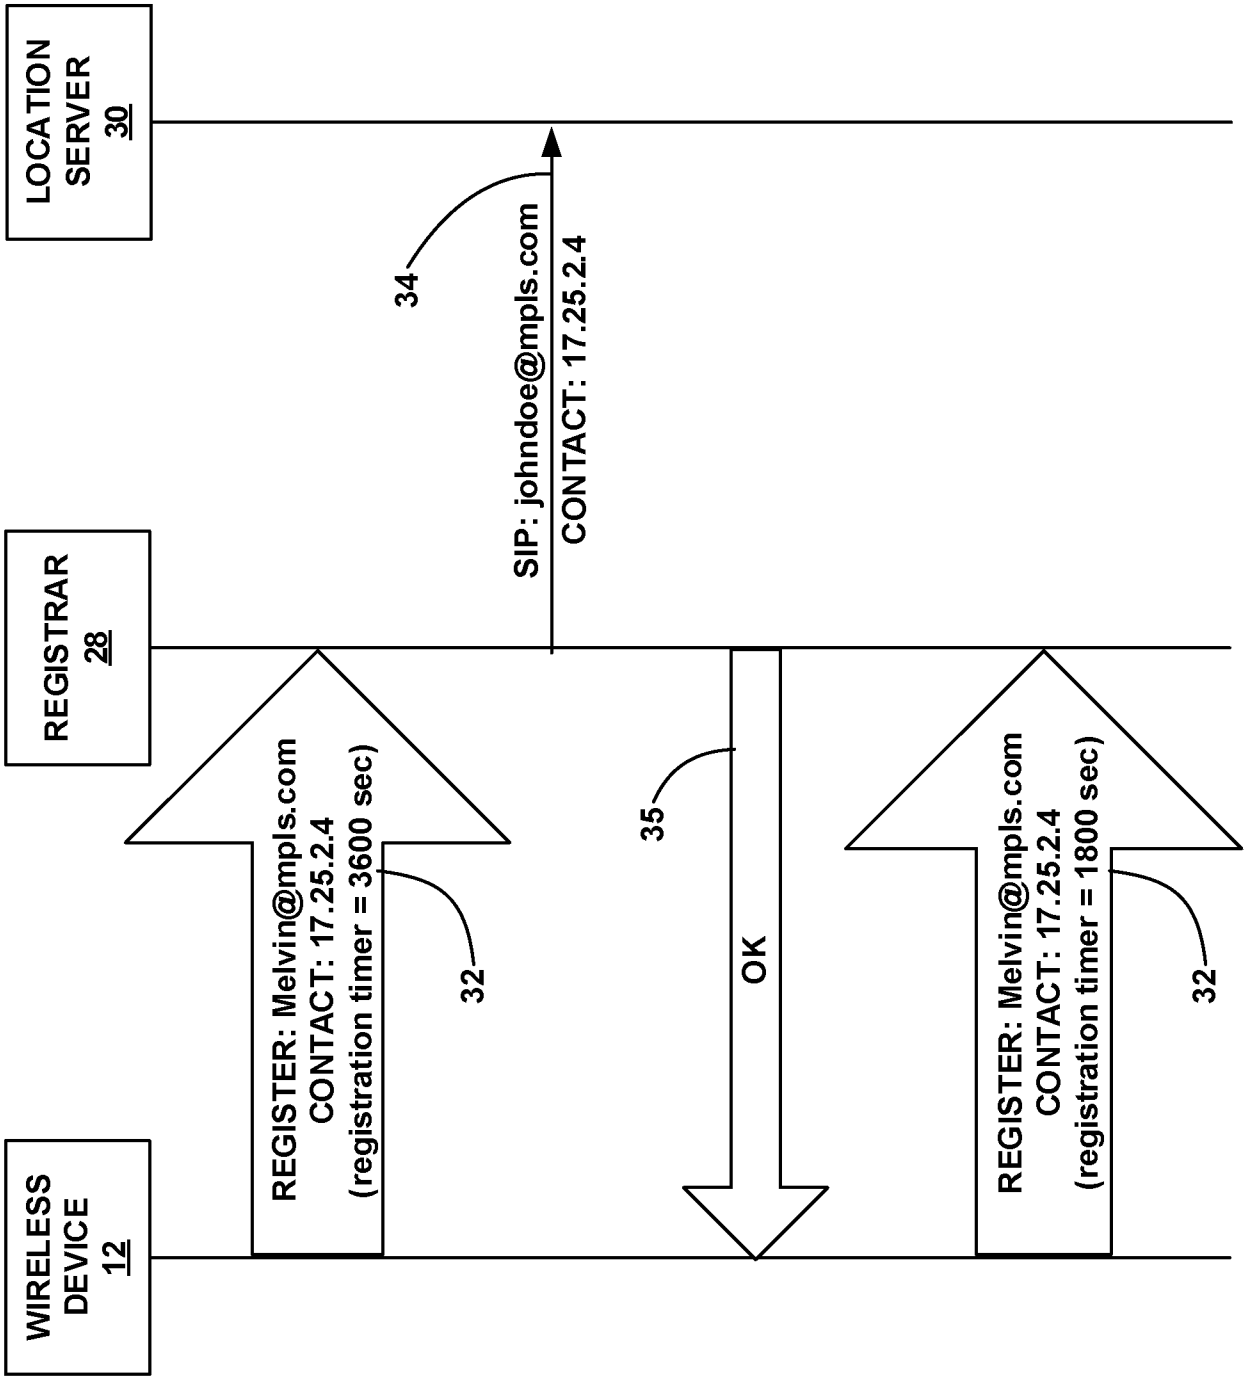 WIRELESS
DEVICE
12
REGISTRAR
28
LOCATION
SERVER
30
REGISTER: Melvin@mpls.com
CONTACT: 17.25.2.4
(registration timer = 3600 sec)
32
34
SIP: johndoe@mpls.com
CONTACT: 17.25.2.4
35
OK
REGISTER: Melvin@mpls.com
CONTACT: 17.25.2.4
(registration timer = 1800 sec)
32